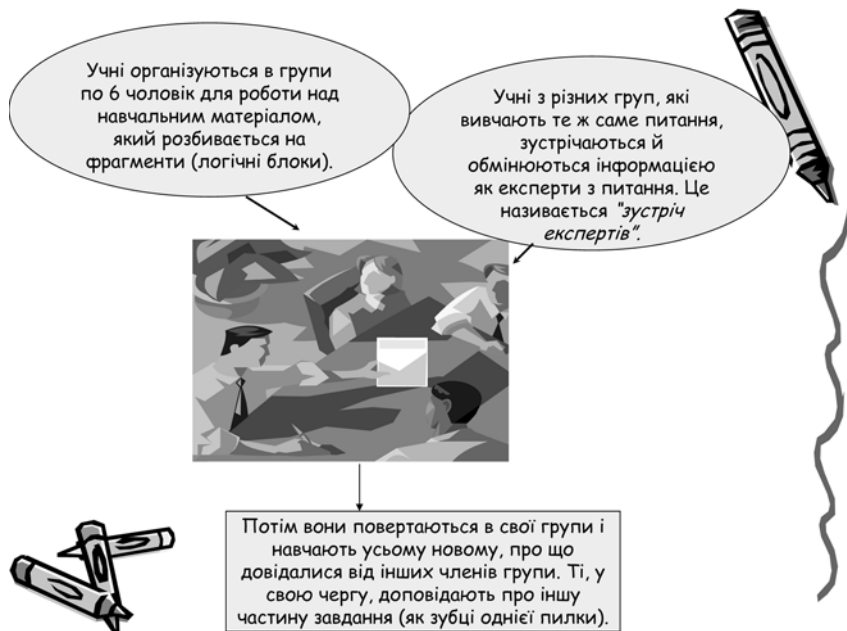 Учні організуються в групи
по 6 чоловік для роботи над
навчальним матеріалом,
який розбивається на
фрагменти (логічні блоки).
Учні з різних груп, які
вивчають те ж саме питання,
зустрічаються й
обмінюються інформацією
як експерти з питання. Це
називається "зустріч
експертів".
Потім вони повертаються в свої групи і
навчають усьому новому, про що
довідалися від інших членів групи. Ті, у
свою чергу, доповідають про іншу
частину завдання (як зубці однієї пилки).